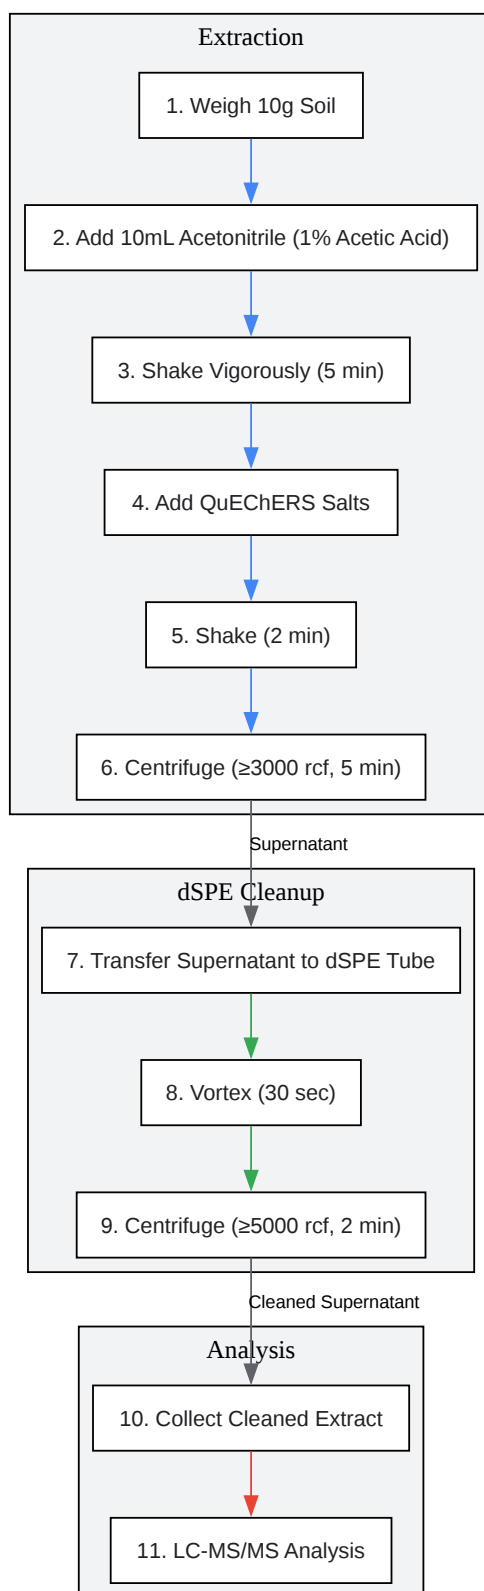 Extraction
1. Weigh 10g Soil
2. Add 10mL Acetonitrile (1% Acetic Acid)
3. Shake Vigorously (5 min)
4. Add QuEChERS Salts
5. Shake (2 min)
6. Centrifuge (≥3000 rcf, 5 min)
Supernatant
dSPE Cleanup
7. Transfer Supernatant to dSPE Tube
8. Vortex (30 sec)
9. Centrifuge (≥5000 rcf, 2 min)
Cleaned Supernatant
Analysis
10. Collect Cleaned Extract
11. LC-MS/MS Analysis